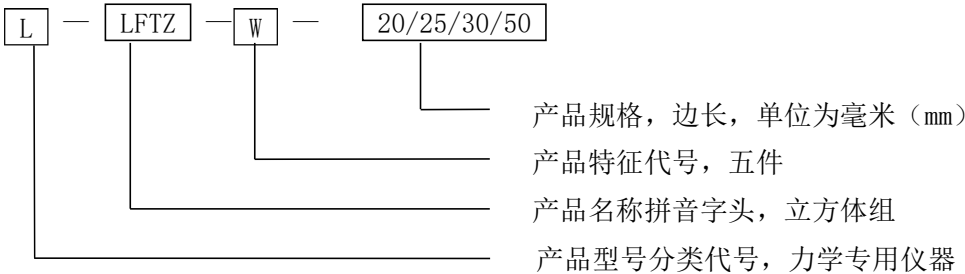 L — LFTZ — W — 20/25/30/50
产品规格，边长，单位为毫米（mm）
产品特征代号，五件
产品名称拼音字头，立方体组
产品型号分类代号，力学专用仪器